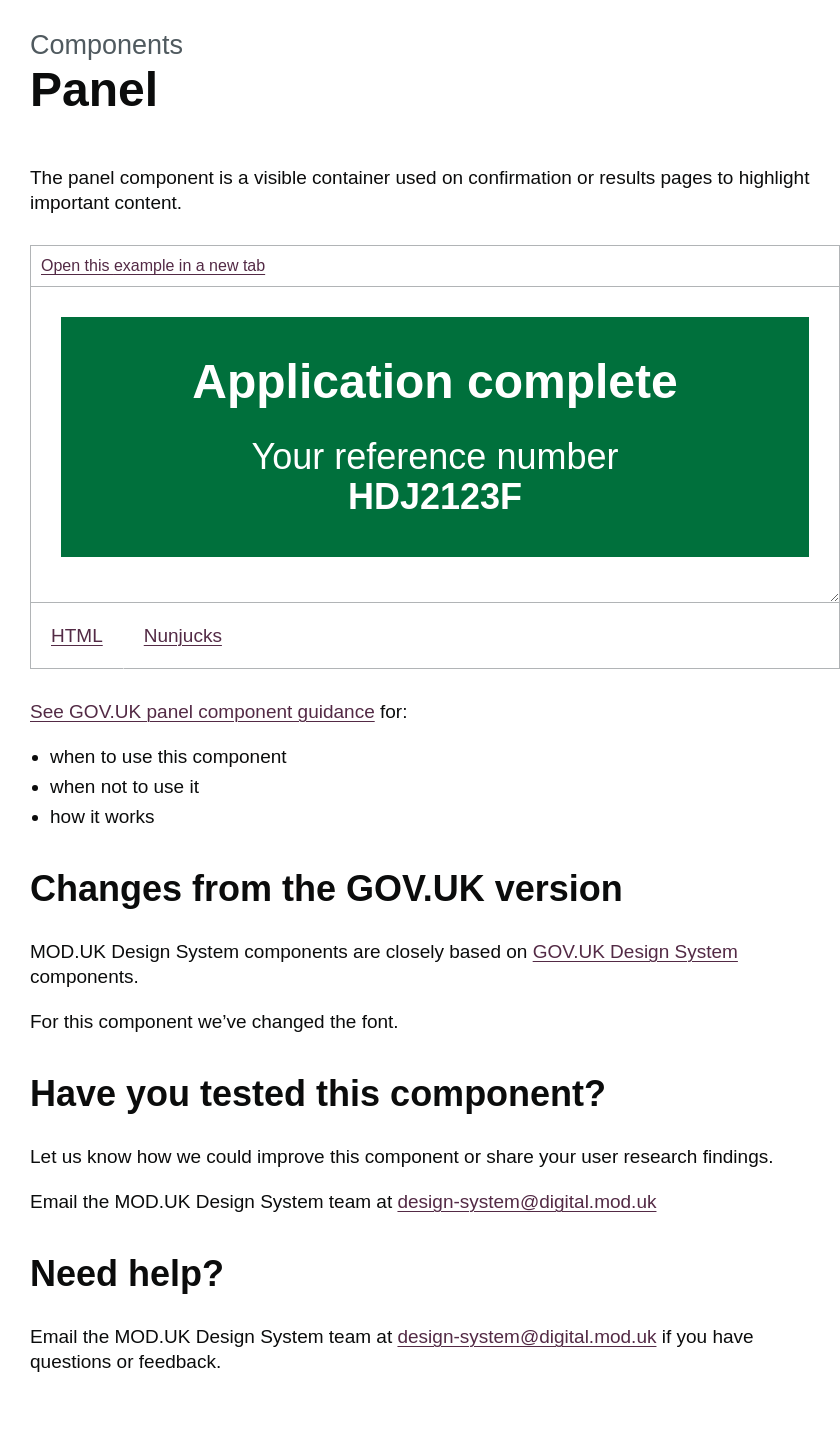 Components
Panel
The panel component is a visible container used on confirmation or results pages to highlight
important content.
Open this example in a new tab
Application complete
Your reference number
HDJ2123F
HTML Nunjucks
See GOV.UK panel component guidance for:
• when to use this component
• when not to use it
• how it works
Changes from the GOV.UK version
MOD.UK Design System components are closely based on GOV.UK Design System
components.
For this component we’ve changed the font.
Have you tested this component?
Let us know how we could improve this component or share your user research findings.
Email the MOD.UK Design System team at design-system@digital.mod.uk
Need help?
Email the MOD.UK Design System team at design-system@digital.mod.uk if you have
questions or feedback.